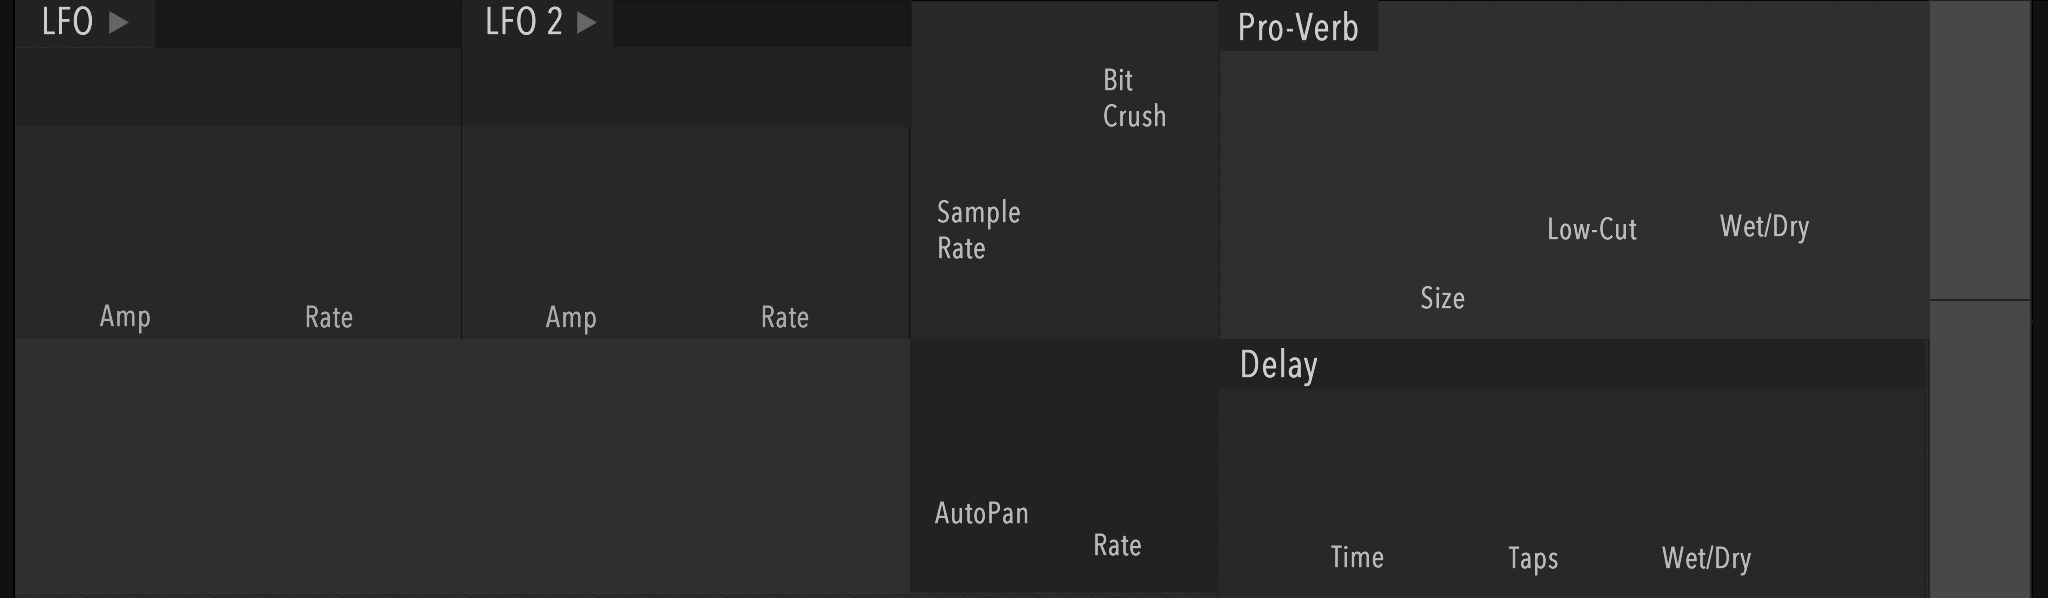 LFO
LFO 2
Pro-Verb
Bit
Crush
Sample
Rate
Low-Cut
Wet/Dry
Size
Amp
Rate
Amp
Rate
Delay
AutoPan
Rate
Time
Taps
Wet/Dry